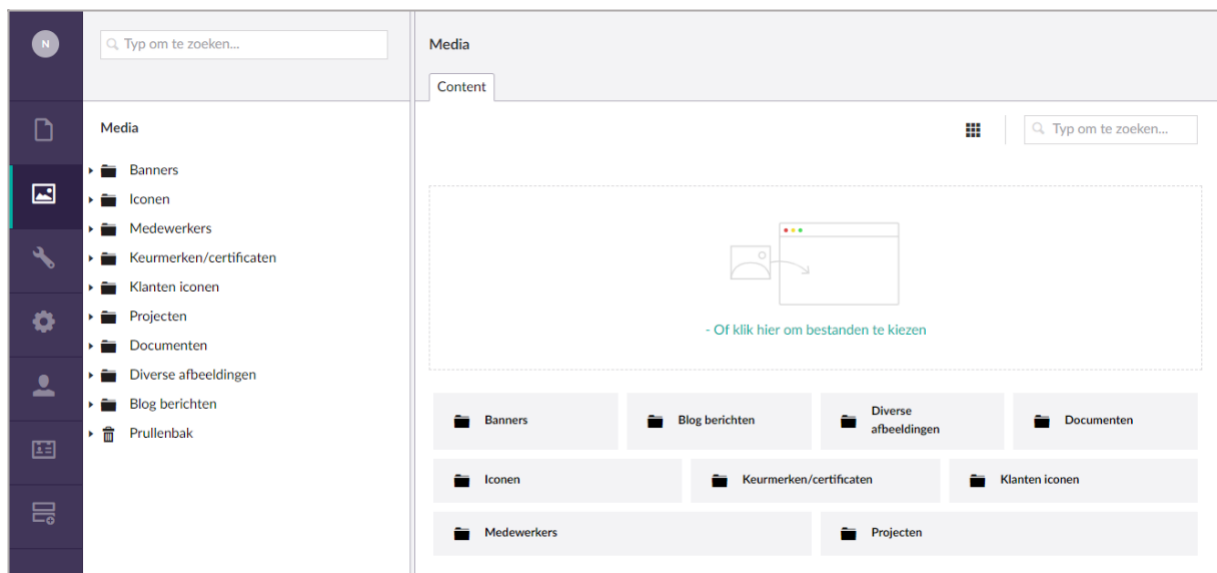 N
Typ om te zoeken...
Media
Banners
Iconen
Medewerkers
Keurmerken/certificaten
Klanten iconen
Projecten
Documenten
Diverse afbeeldingen
Blog berichten
Prullenbak
Media
Content
Typ om te zoeken...
- Of klik hier om bestanden te kiezen
Banners
Blog berichten
Diverse
afbeeldingen
Documenten
Iconen
Keurmerken/certificaten
Klanten iconen
Medewerkers
Projecten